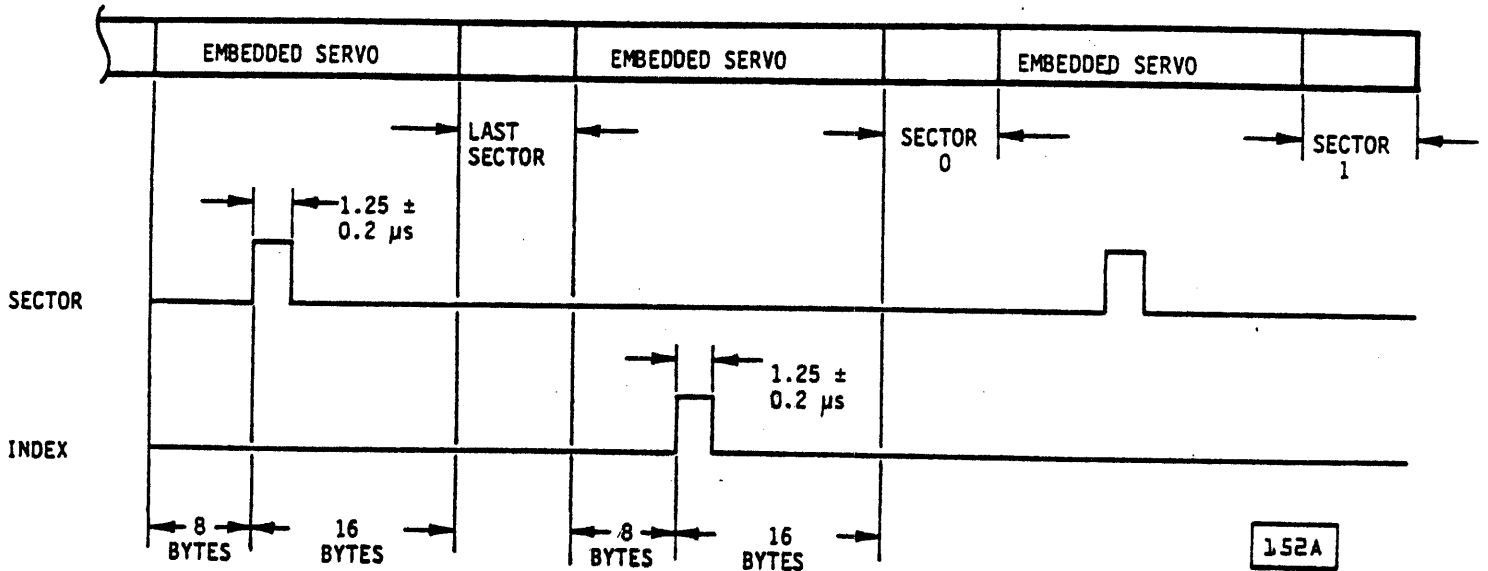 EMBEDDED SERVO
EMBEDDED SERVO
EMBEDDED SERVO
LAST
SECTOR
SECTOR
0
SECTOR
1
1.25 ±
0.2 µs
SECTOR
1.25 ±
0.2 µs
INDEX
8
BYTES
16
BYTES
8
BYTES
16
BYTES
152A